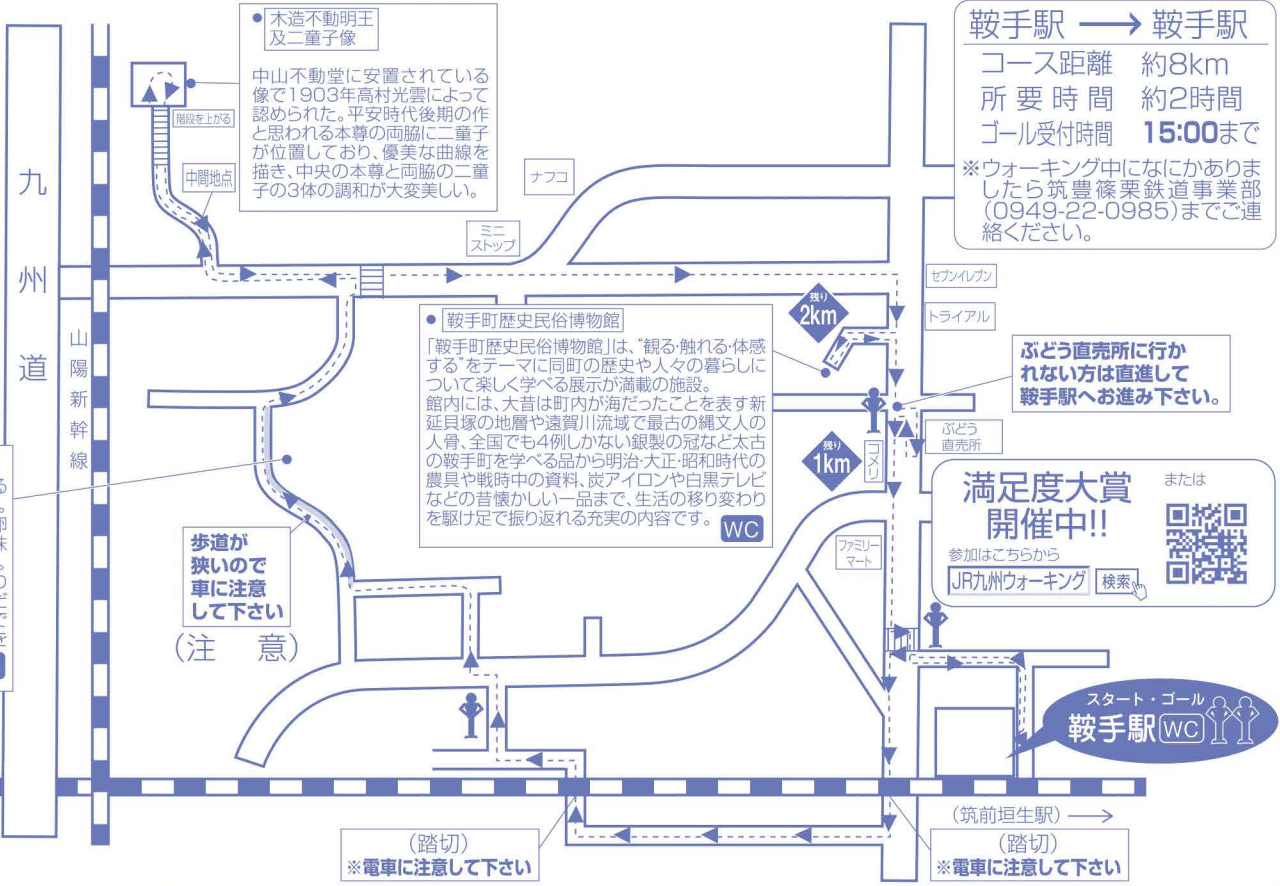 木造不動明王
及二童子像
中山不動堂に安置されている
像で1903年高村光雲によって
認められた。平安時代後期の作
と思われる本尊の両脇に二童子
が位置しており、優美な曲線を
描き、中央の本尊と両脇の二童
子の3体の調和が大変美しい。
鞍手駅 → 鞍手駅
コース距離 約8km
所要時間 約2時間
ゴール受付時間 15:00まで
※ウォーキング中になにかありま
したら筑豊篠栗鉄道事業部
(0949-22-0985)までご連
絡ください。
九州道
山陽新幹線
階段を上がる
中間地点
ナフコ
ミニ
ストップ
セブンイレブン
トライアル
残り
2km
鞍手町歴史民俗博物館
「鞍手町歴史民俗博物館」は、“観る・触れる・体感
する”をテーマに同町の歴史や人々の暮らしに
ついて楽しく学べる展示が満載の施設。
館内には、大昔は町内が海だったことを表す新
延貝塚の地層や遠賀川流域で最古の縄文人の
人骨、全国でも4例しかない銀製の冠など太古
の鞍手町を学べる品から明治・大正・昭和時代の
農具や戦時中の資料、炭アイロンや白黒テレビ
などの昔懐かしい一品まで、生活の移り変わり
を駆け足で振り返れる充実の内容です。
WC
ぶどう直売所に行か
れない方は直進して
鞍手駅へお進み下さい。
ぶどう
直売所
コメリ
残り
1km
満足度大賞
開催中!!
または
参加はこちらから
JR九州ウォーキング 検索
ファミリー
マート
歩道が
狭いので
車に注意
して下さい
(注 意)
スタート・ゴール
鞍手駅 WC
(筑前垣生駅) →
(踏切)
※電車に注意して下さい
(踏切)
※電車に注意して下さい